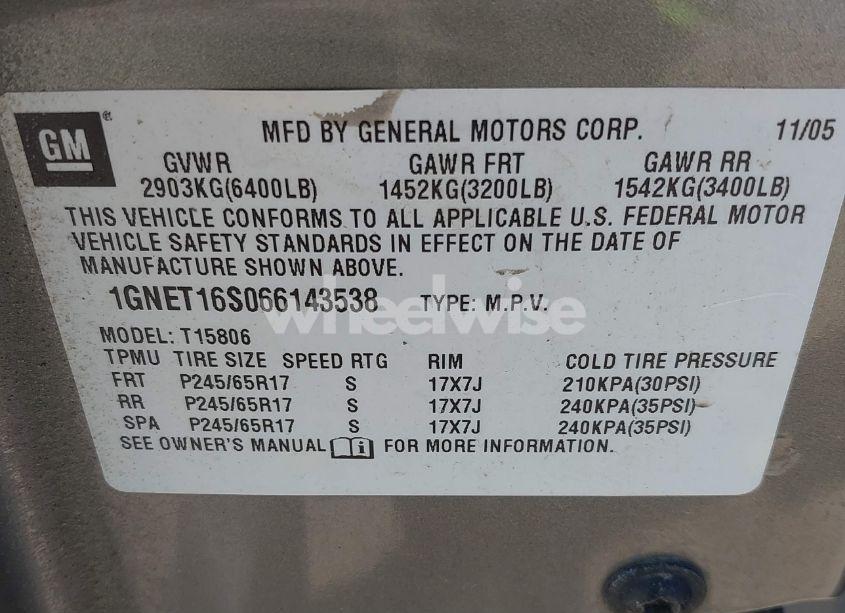 GM
MFD BY GENERAL MOTORS CORP. 11/05
GVWR GAWR FRT GAWR RR
2903KG(6400LB) 1452KG(3200LB) 1542KG(3400LB)
THIS VEHICLE CONFORMS TO ALL APPLICABLE U.S. FEDERAL MOTOR
VEHICLE SAFETY STANDARDS IN EFFECT ON THE DATE OF
MANUFACTURE SHOWN ABOVE.
1GNET16S066143538 TYPE: M.P.V.
wheelwise
MODEL: T15806
TPMU TIRE SIZE SPEED RTG RIM COLD TIRE PRESSURE
FRT P245/65R17 S 17X7J 210KPA(30PSI)
RR P245/65R17 S 17X7J 240KPA(35PSI)
SPA P245/65R17 S 17X7J 240KPA(35PSI)
SEE OWNER'S MANUAL FOR MORE INFORMATION.